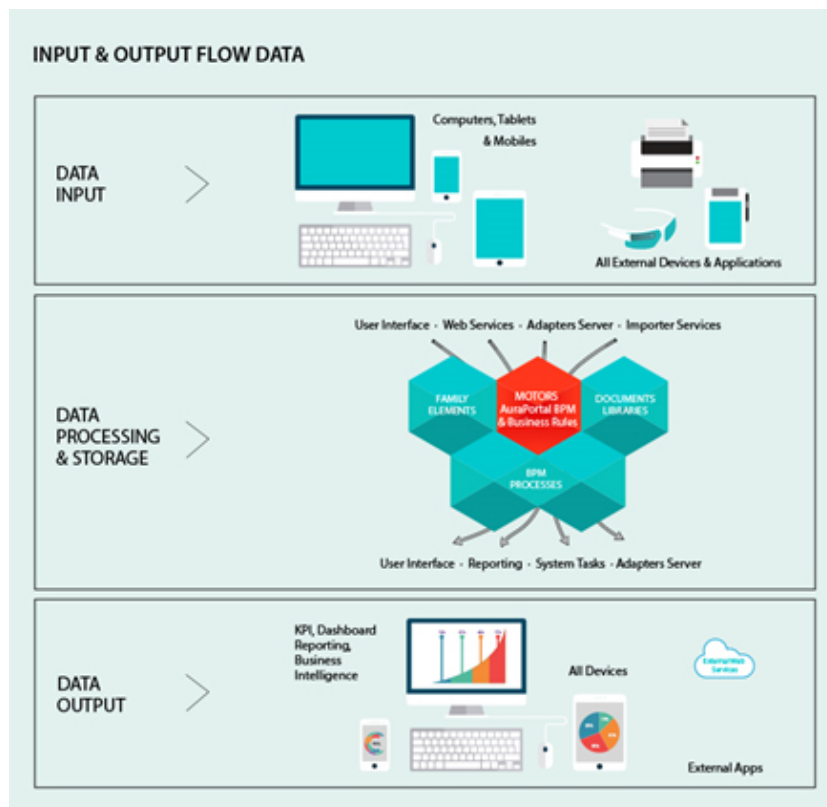 INPUT & OUTPUT FLOW DATA
DATA
INPUT
Computers, Tablets
& Mobiles
All External Devices & Applications
DATA
PROCESSING
& STORAGE
User Interface - Web Services - Adapters Server - Importer Services
FAMILY
ELEMENTS
MOTORS
AuraPortal BPM
& Business Rules
DOCUMENTS
LIBRARIES
BPM
PROCESSES
User Interface - Reporting - System Tasks - Adapters Server
DATA
OUTPUT
KPI, Dashboard
Reporting,
Business
Intelligence
All Devices
External Web
Services
External Apps